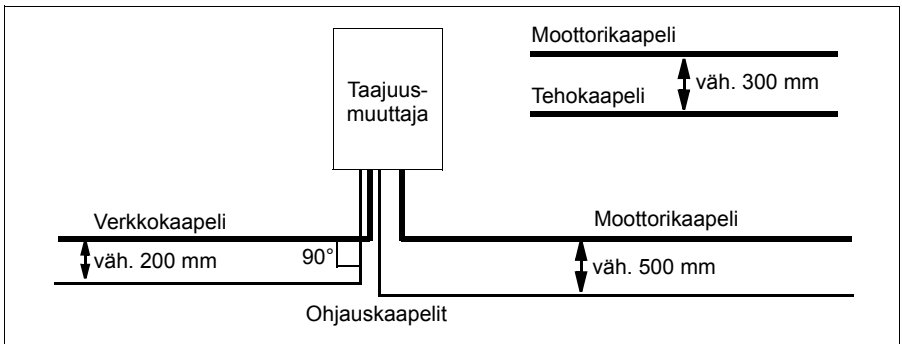 Taajuus-
muuttaja
Moottorikaapeli
väh. 300 mm
Tehokaapeli
Verkkokaapeli
väh. 200 mm
90°
Moottorikaapeli
väh. 500 mm
Ohjauskaapelit